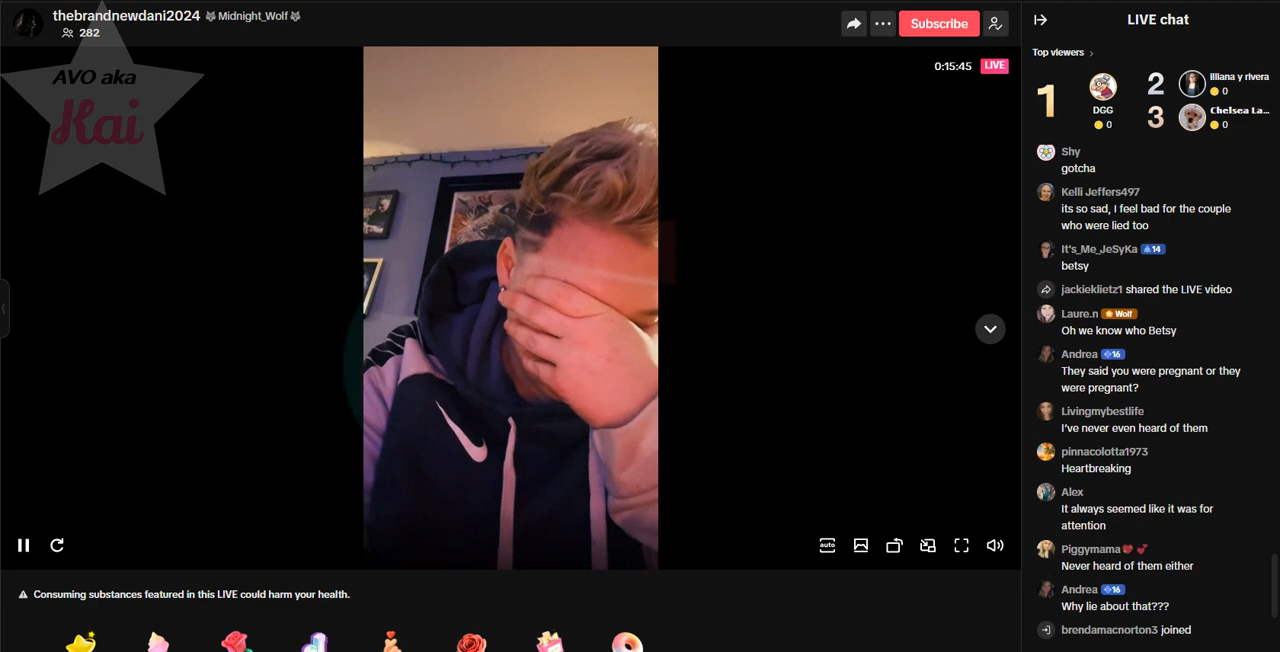 thebrandnewdani2024 🐺Midnight_Wolf🐺
282
Subscribe
AVO aka
Kai
0:15:45 LIVE
auto
Consuming substances featured in this LIVE could harm your health.
LIVE chat
Top viewers
1
DGG
0
2
illiana y rivera
0
3
Chelsea La...
0
Shy
gotcha
Kelli Jeffers497
its so sad, I feel bad for the couple
who were lied too
It's_Me_JeSyKa 14
betsy
jackieklietz1 shared the LIVE video
Laure.n Wolf
Oh we know who Betsy
Andrea 16
They said you were pregnant or they
were pregnant?
Livingmybestlife
I've never even heard of them
pinnacolotta1973
Heartbreaking
Alex
It always seemed like it was for
attention
Piggymama💖💕
Never heard of them either
Andrea 16
Why lie about that???
brendamacnorton3 joined